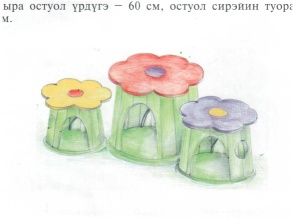 ыра остуол үрдүгэ – 60 см, остуол сирэйин туора
м.